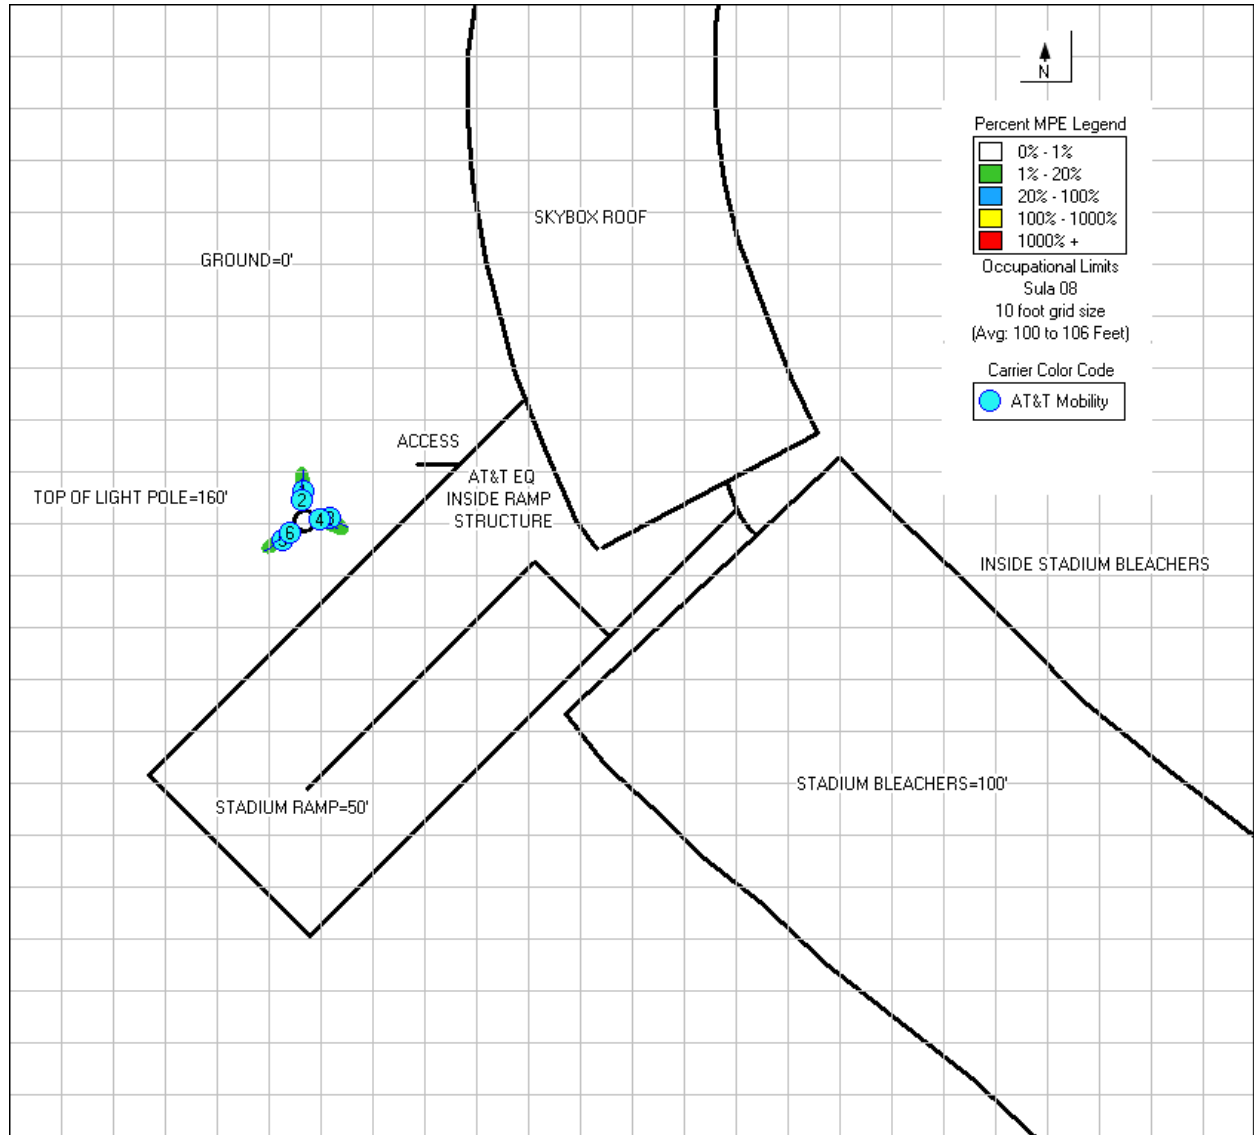 N
Percent MPE Legend
0% - 1%
1% - 20%
20% - 100%
100% - 1000%
1000% +
Occupational Limits
Sula 08
10 foot grid size
(Avg: 100 to 106 Feet)
Carrier Color Code
AT&T Mobility
SKYBOX ROOF
GROUND=0'
ACCESS
AT&T EQ
INSIDE RAMP
STRUCTURE
TOP OF LIGHT POLE=160'
2
4
6
INSIDE STADIUM BLEACHERS
STADIUM BLEACHERS=100'
STADIUM RAMP=50'